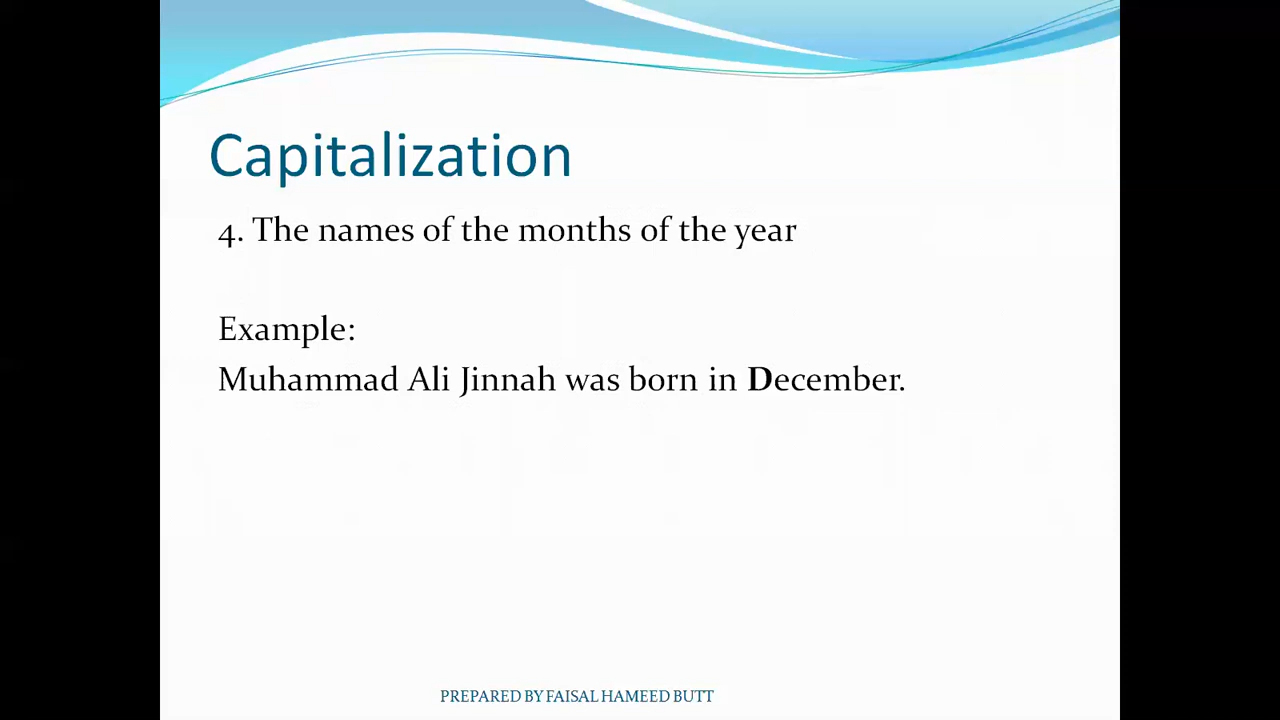 Capitalization
4. The names of the months of the year
Example:
Muhammad Ali Jinnah was born in December.
PREPARED BY FAISAL HAMEED BUTT